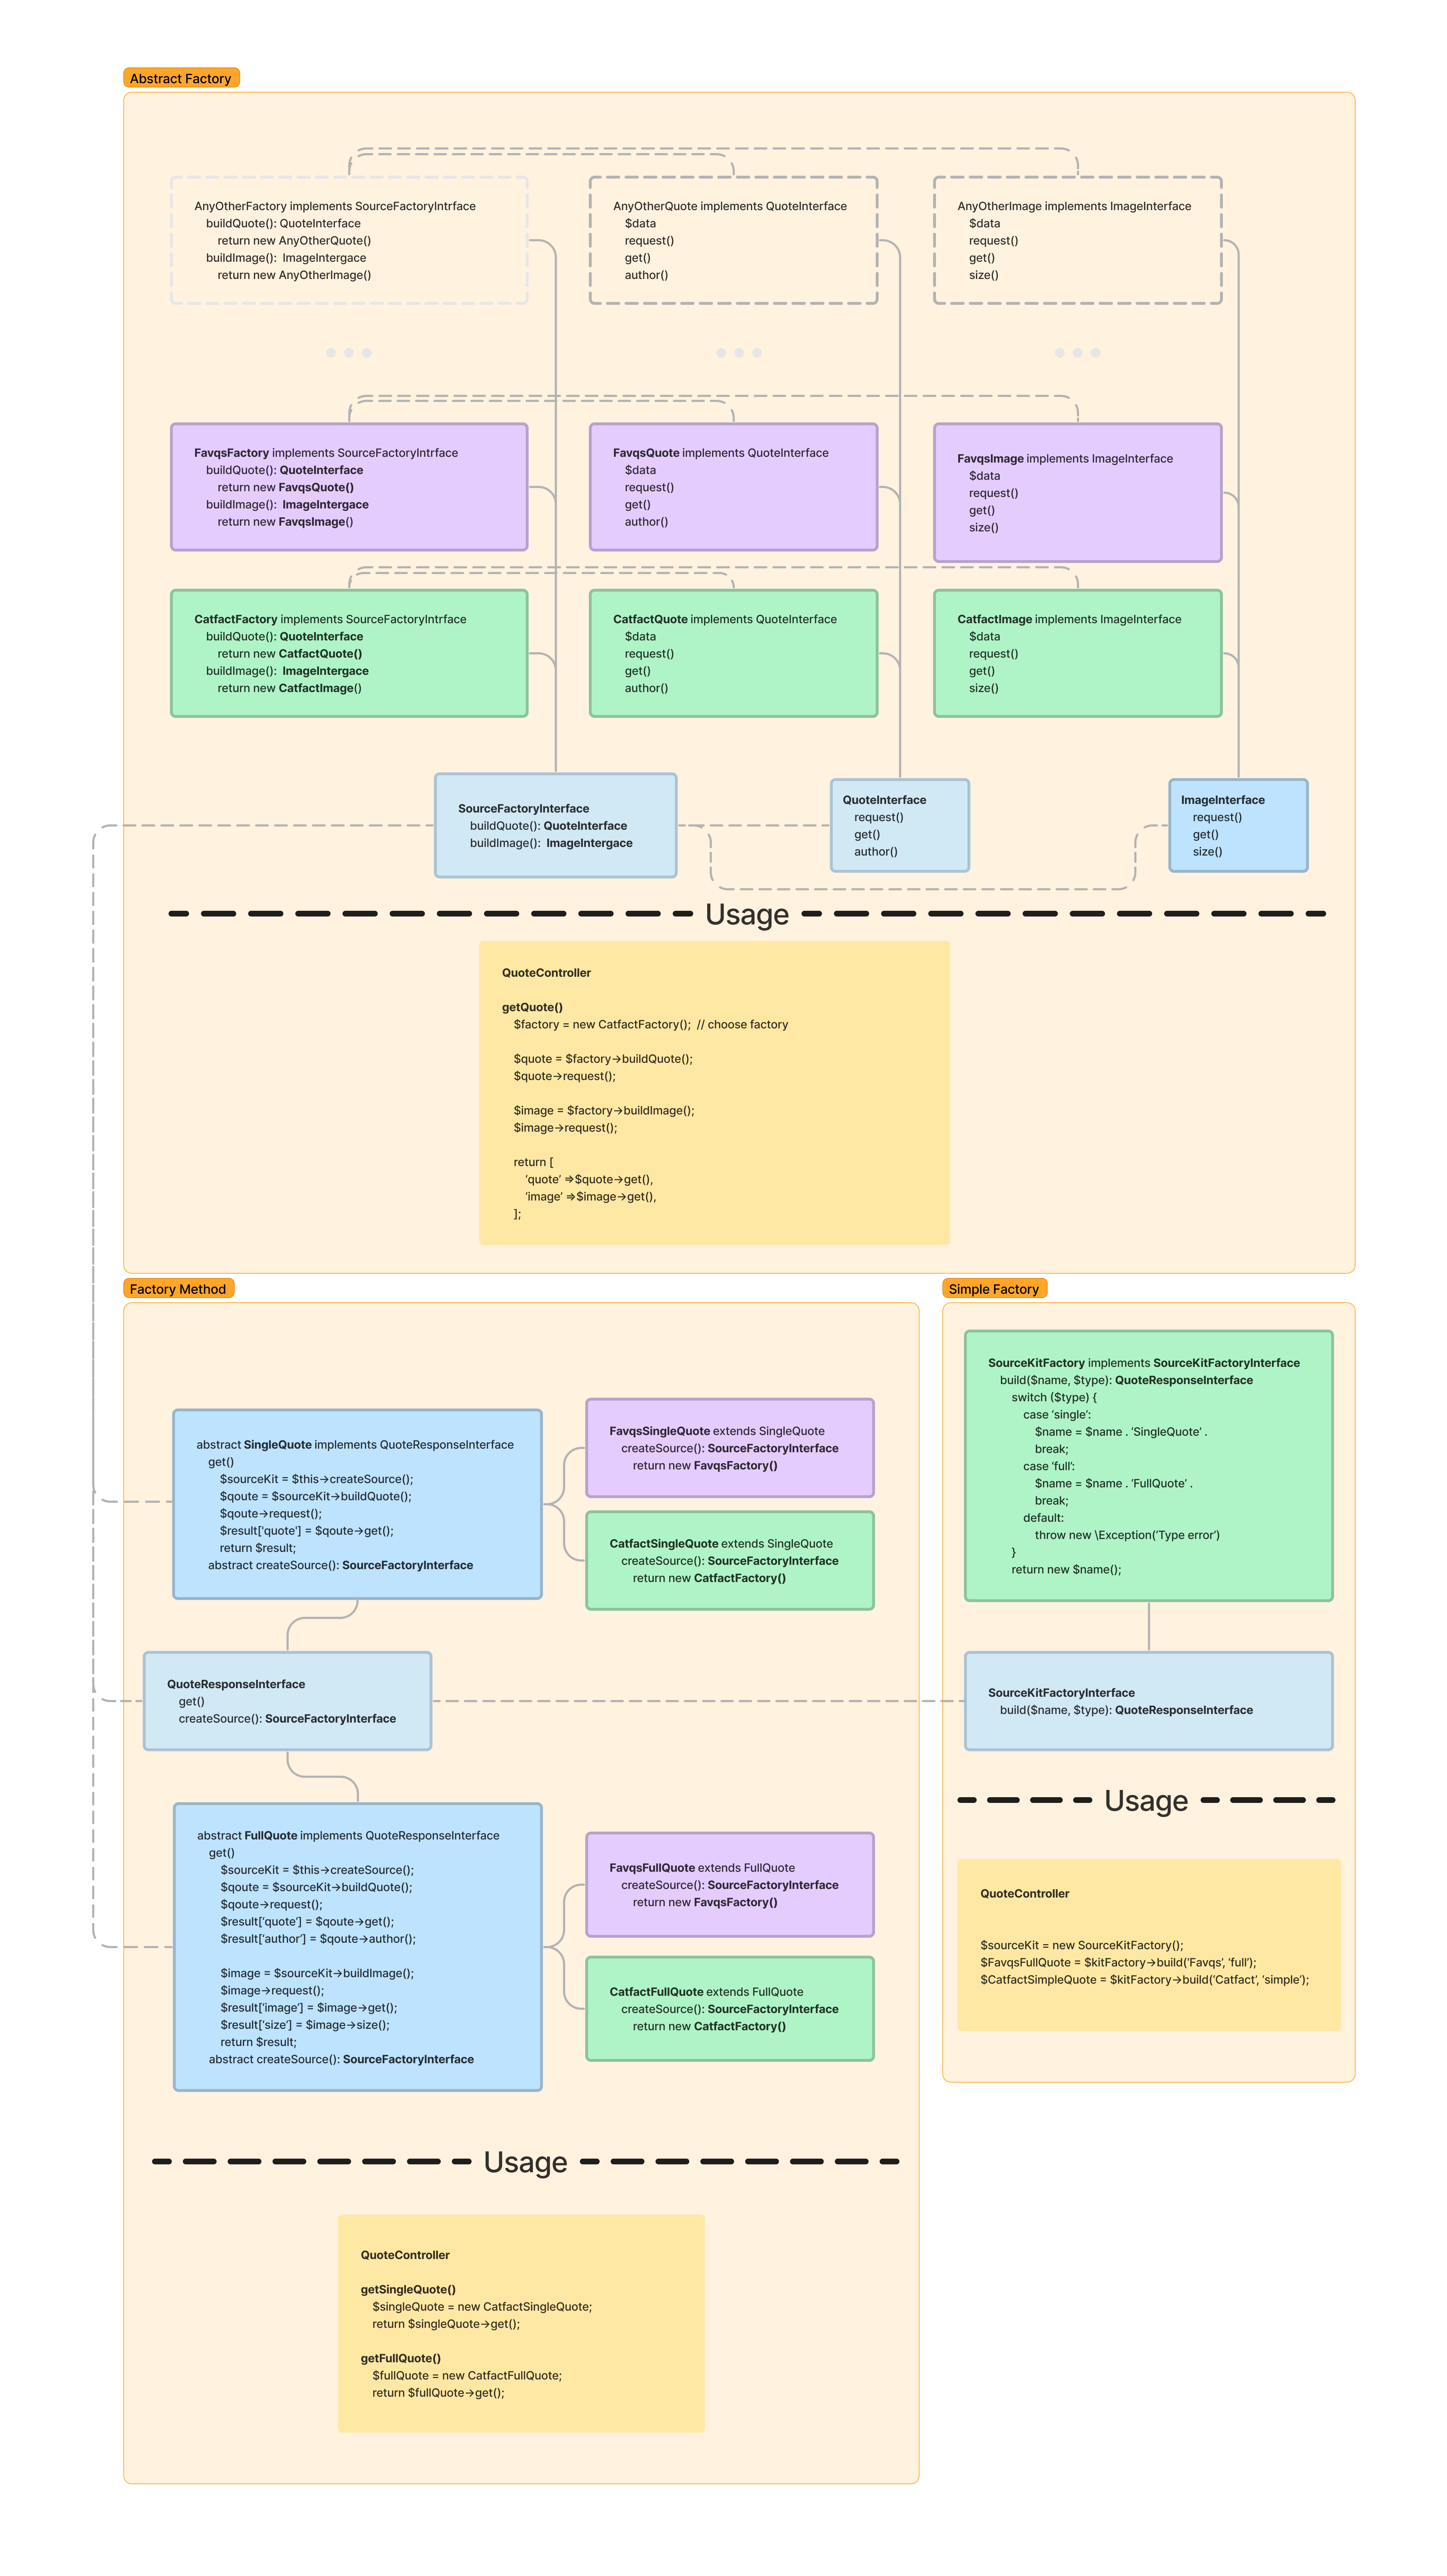 Abstract Factory
AnyOtherFactory implements SourceFactoryIntrface
buildQuote(): QuoteInterface
return new AnyOtherQuote()
buildImage():  ImageIntergace
return new AnyOtherImage()
AnyOtherQuote implements QuoteInterface
$data
request()
get()
author()
AnyOtherImage implements ImageInterface
$data
request()
get()
size()
FavqsFactory implements SourceFactoryIntrface
buildQuote(): QuoteInterface
return new FavqsQuote()
buildImage():  ImageIntergace
return new FavqsImage()
FavqsQuote implements QuoteInterface
$data
request()
get()
author()
FavqsImage implements ImageInterface
$data
request()
get()
size()
CatfactFactory implements SourceFactoryIntrface
buildQuote(): QuoteInterface
return new CatfactQuote()
buildImage():  ImageIntergace
return new CatfactImage()
CatfactQuote implements QuoteInterface
$data
request()
get()
author()
CatfactImage implements ImageInterface
$data
request()
get()
size()
SourceFactoryInterface
buildQuote(): QuoteInterface
buildImage():  ImageIntergace
QuoteInterface
request()
get()
author()
ImageInterface
request()
get()
size()
Usage
QuoteController
getQuote()
$factory = new CatfactFactory();  // choose factory
$quote = $factory->buildQuote();
$quote->request();
$image = $factory->buildImage();
$image->request();
return [
‘quote’ =>$quote->get(),
‘image’ =>$image->get(),
];
Factory Method
abstract SingleQuote implements QuoteResponseInterface
get()
$sourceKit = $this->createSource();
$qoute = $sourceKit->buildQuote();
$qoute->request();
$result['quote'] = $qoute->get();
return $result;
abstract createSource(): SourceFactoryInterface
FavqsSingleQuote extends SingleQuote
createSource(): SourceFactoryInterface
return new FavqsFactory()
CatfactSingleQuote extends SingleQuote
createSource(): SourceFactoryInterface
return new CatfactFactory()
QuoteResponseInterface
get()
createSource(): SourceFactoryInterface
abstract FullQuote implements QuoteResponseInterface
get()
$sourceKit = $this->createSource();
$qoute = $sourceKit->buildQuote();
$qoute->request();
$result[‘quote’] = $qoute->get();
$result[‘author’] = $qoute->author();
$image = $sourceKit->buildImage();
$image->request();
$result[‘image’] = $image->get();
$result[‘size’] = $image->size();
return $result;
abstract createSource(): SourceFactoryInterface
FavqsFullQuote extends FullQuote
createSource(): SourceFactoryInterface
return new FavqsFactory()
CatfactFullQuote extends FullQuote
createSource(): SourceFactoryInterface
return new CatfactFactory()
Usage
QuoteController
getSingleQuote()
$singleQuote = new CatfactSingleQuote;
return $singleQuote->get();
getFullQuote()
$fullQuote = new CatfactFullQuote;
return $fullQuote->get();
Simple Factory
SourceKitFactory implements SourceKitFactoryInterface
build($name, $type): QuoteResponseInterface
switch ($type) {
case ‘single’:
$name = $name . ‘SingleQuote’ .
break;
case ‘full’:
$name = $name . ‘FullQuote’ .
break;
default:
throw new \Exception(‘Type error’)
}
return new $name();
SourceKitFactoryInterface
build($name, $type): QuoteResponseInterface
Usage
QuoteController
$sourceKit = new SourceKitFactory();
$FavqsFullQuote = $kitFactory->build(‘Favqs’, ‘full’);
$CatfactSimpleQuote = $kitFactory->build(‘Catfact’, ‘simple’);